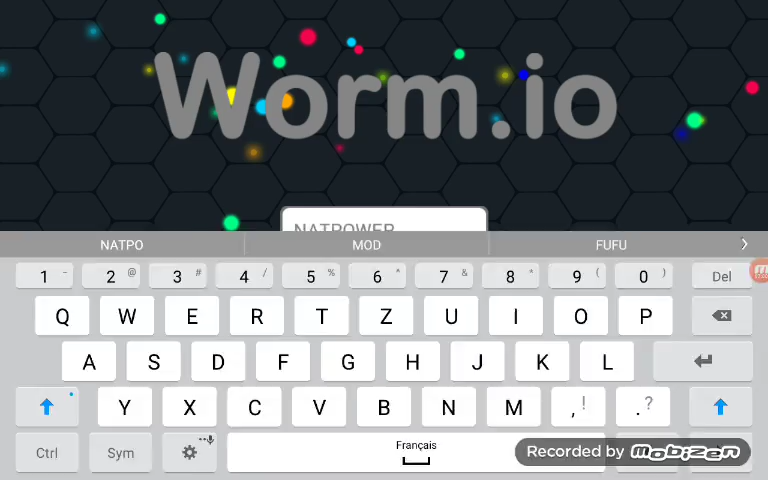 Worm.io
NATPOWER
NATPO MOD FUFU
1 - 2 @ 3 # 4 / 5 % 6 ^ 7 & 8 * 9 ( 0 ) Del
Q W E R T Z U I O P
A S D F G H J K L
Y X C V B N M , ! . ?
Ctrl Sym Français
Recorded by mobizen